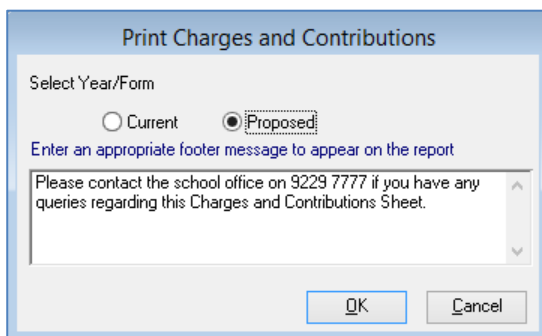 Print Charges and Contributions
Select Year/Form
Current Proposed
Enter an appropriate footer message to appear on the report
Please contact the school office on 9229 7777 if you have any
queries regarding this Charges and Contributions Sheet.
OK Cancel